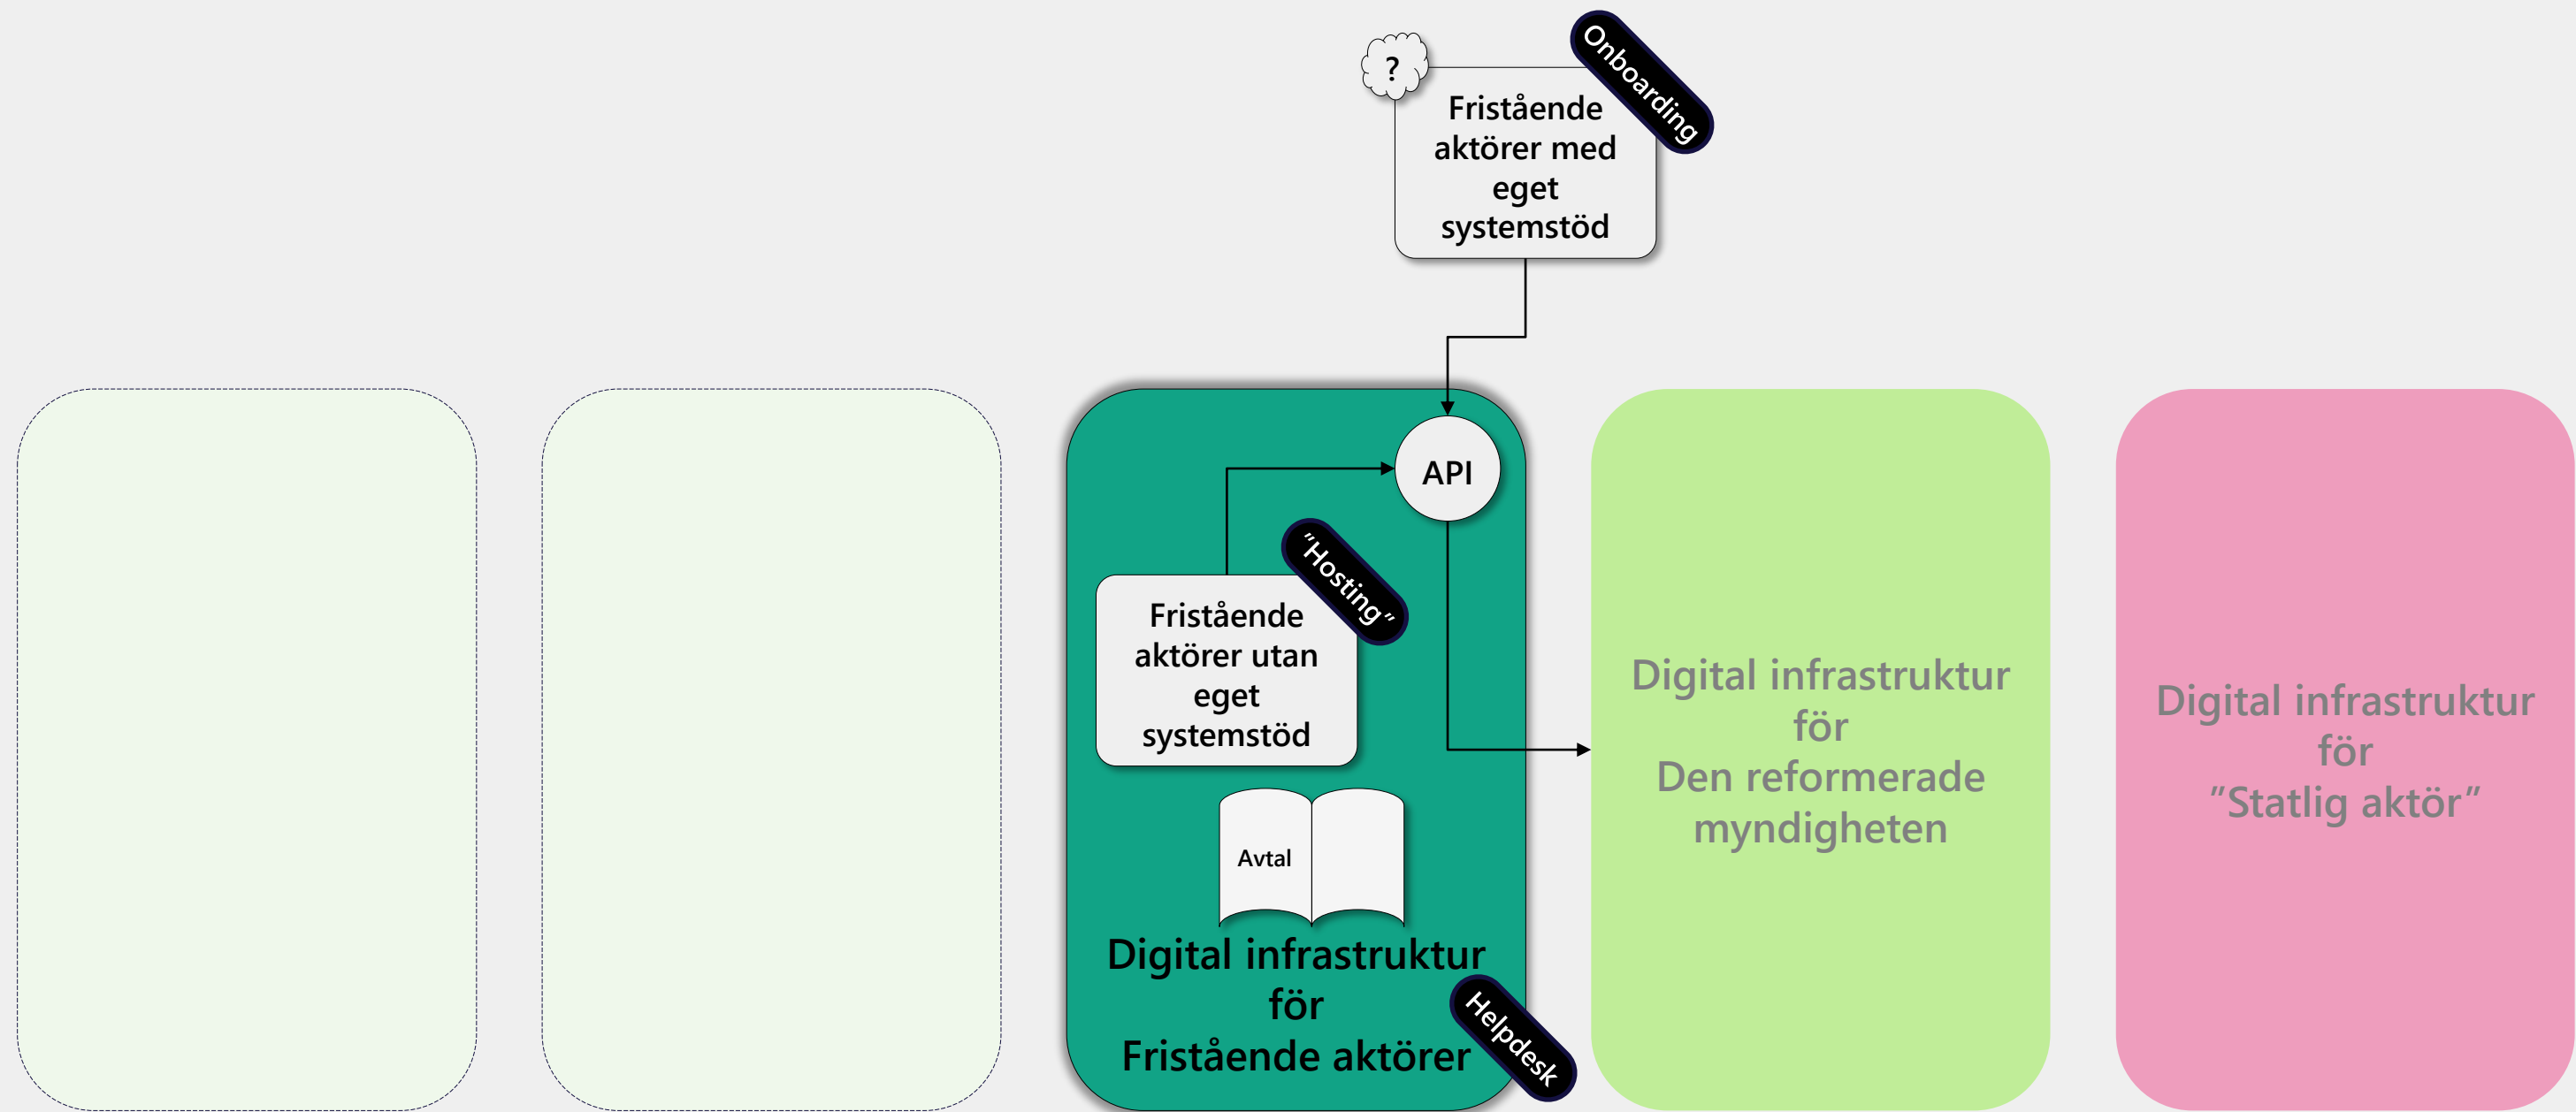 ?
Onboarding
Fristående
aktörer med
eget
systemstöd
API
"Hosting"
Fristående
aktörer utan
eget
systemstöd
Avtal
Digital infrastruktur
för
Fristående aktörer
Helpdesk
Digital infrastruktur
för
Den reformerade
myndigheten
Digital infrastruktur
för
”Statlig aktör”